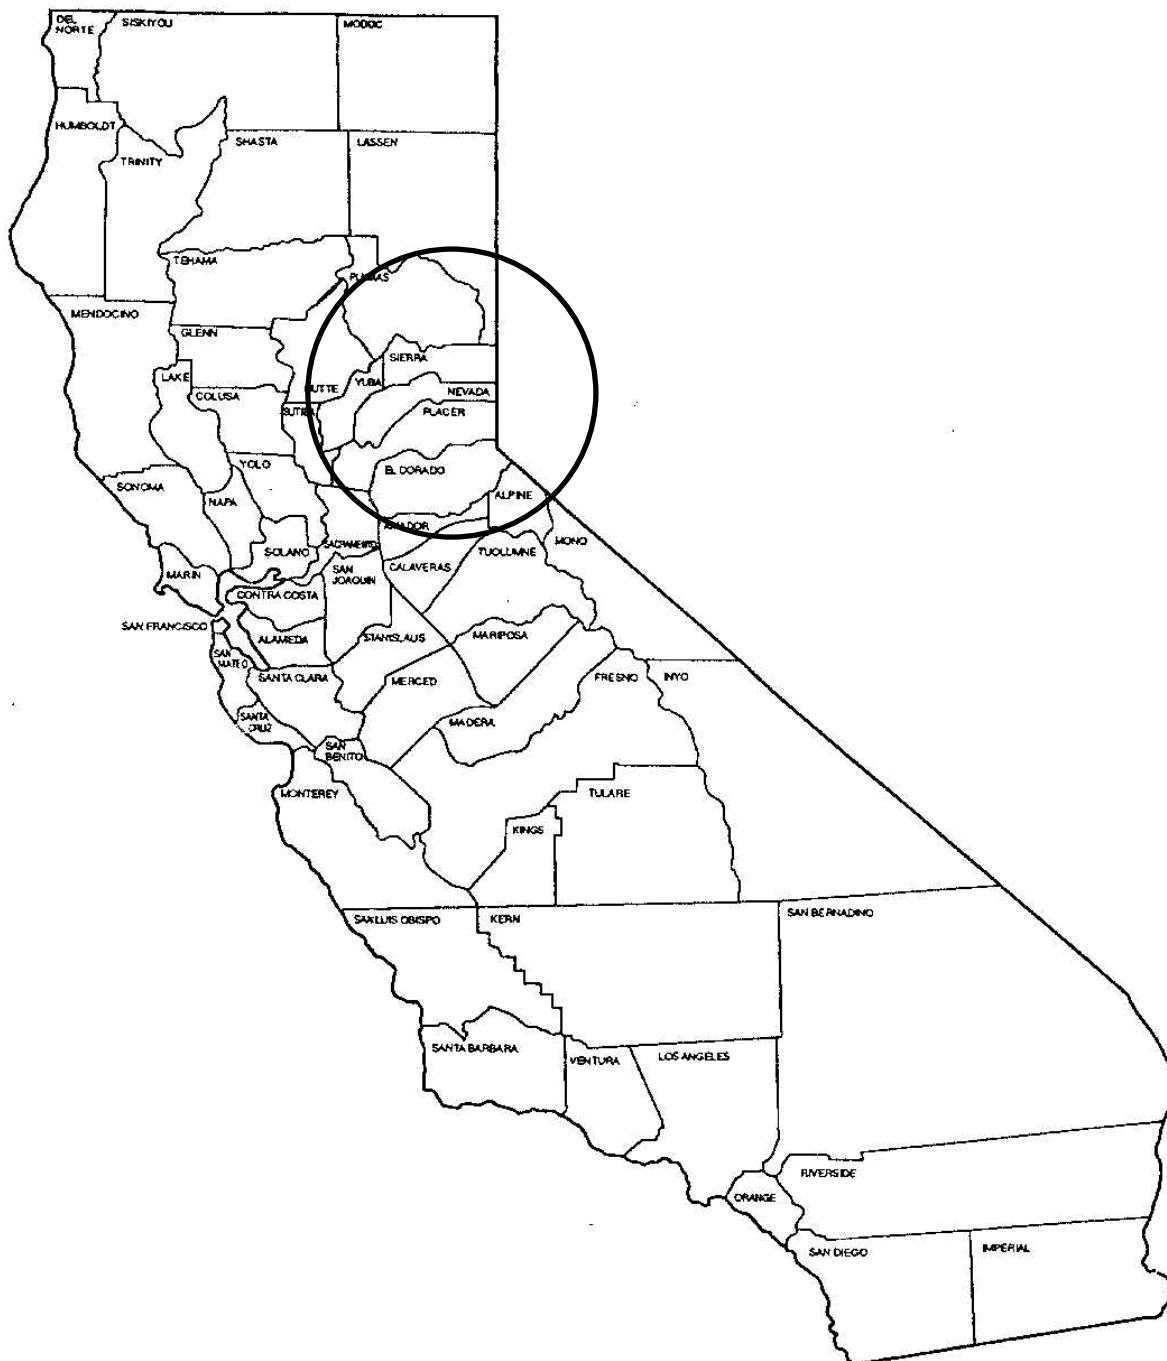 DEL
NORTE
SISKIYOU
MODOC
HUMBOLDT
TRINITY
SHASTA
LASSEN
TEHAMA
PLUMAS
MENDOCINO
GLENN
SIERRA
LAKE
BUTTE
YUBA
NEVADA
COLUSA
SUTTER
PLACER
YOLO
EL DORADO
SONOMA
NAPA
ALPINE
SACRAMENTO
AMADOR
MONO
SOLANO
TUOLUMNE
MARIN
SAN
JOAQUIN
CALAVERAS
CONTRA COSTA
SAN FRANCISCO
ALAMEDA
STANISLAUS
MARIPOSA
SAN
MATEO
SANTA CLARA
MERCED
FRESNO
INYO
SANTA
CRUZ
MADERA
SAN
BENITO
MONTEREY
TULARE
KINGS
SAN LUIS OBISPO
KERN
SAN BERNADINO
SANTA BARBARA
VENTURA
LOS ANGELES
RIVERSIDE
ORANGE
SAN DIEGO
IMPERIAL